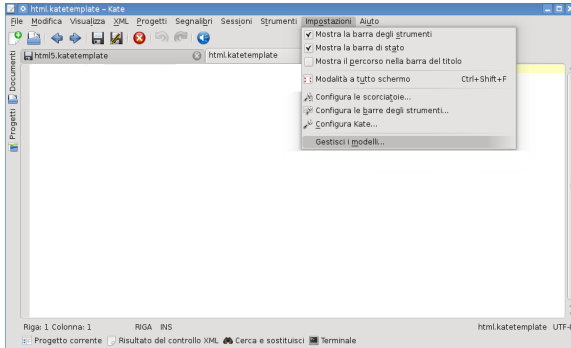 html.katetemplate – Kate
File Modifica Visualizza XML Progetti Segnalibri Sessioni Strumenti Impostazioni Aiuto
Mostra la barra degli strumenti
Mostra la barra di stato
Mostra il percorso nella barra del titolo
Modalità a tutto schermo Ctrl+Shift+F
Configura le scorciatoie...
Configura le barre degli strumenti...
Configura Kate...
Gestisci i modelli...
html5.katetemplate html.katetemplate
Documenti
Progetti
Riga: 1 Colonna: 1 RIGA INS html.katetemplate UTF-8
Progetto corrente Risultato del controllo XML Cerca e sostituisci Terminale